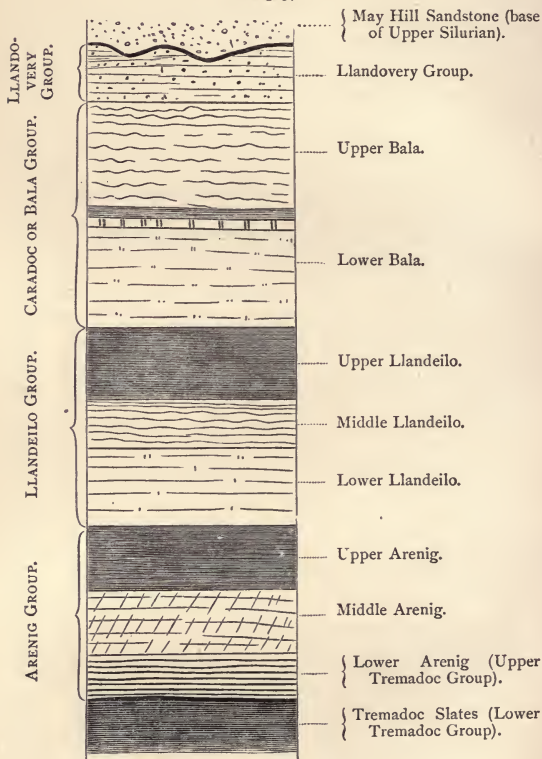 May Hill Sandstone (base
of Upper Silurian).
LLANDO-
VERY
GROUP.
Llandovery Group.
CARADOC OR BALA GROUP.
Upper Bala.
Lower Bala.
LLANDEILO GROUP.
Upper Llandeilo.
Middle Llandeilo.
Lower Llandeilo.
ARENIG GROUP.
Upper Arenig.
Middle Arenig.
Lower Arenig (Upper
Tremadoc Group).
Tremadoc Slates (Lower
Tremadoc Group).